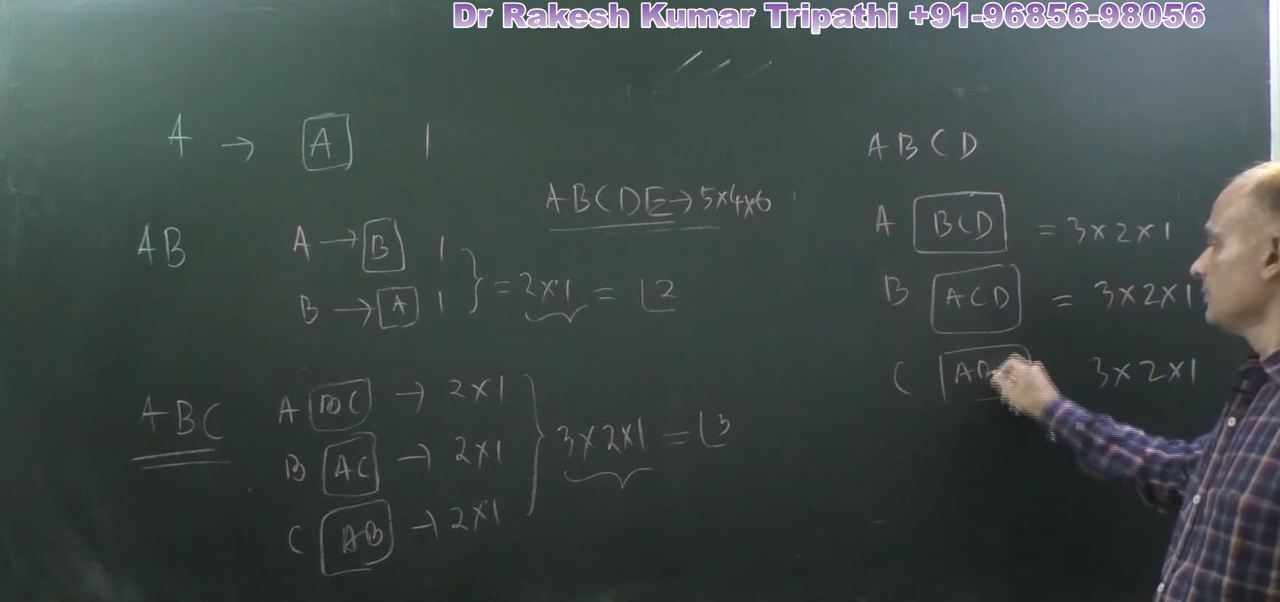 Dr Rakesh Kumar Tripathi +91-96856-98056
A → A 1
AB
A → B 1
B → A 1
} = 2×1 = ⌊2
ABC
A BC → 2×1
B AC → 2×1
C AB → 2×1
} 3×2×1 = ⌊3
ABCDE → 5×4×6
ABCD
A BCD = 3×2×1
B ACD = 3×2×1
C 3×2×1